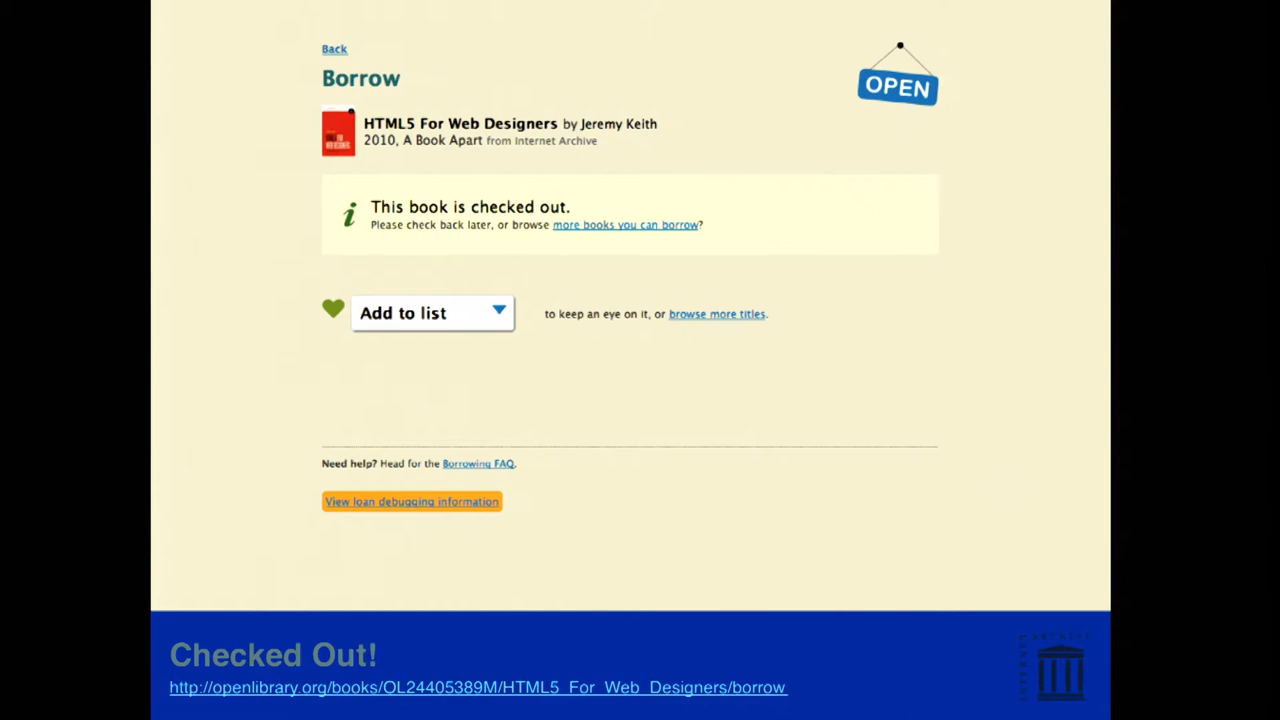 Back
Borrow
OPEN
HTML5 For Web Designers by Jeremy Keith
2010, A Book Apart from Internet Archive
This book is checked out.
Please check back later, or browse more books you can borrow?
Add to list
to keep an eye on it, or browse more titles.
Need help? Head for the Borrowing FAQ.
View loan debugging information
Checked Out!
http://openlibrary.org/books/OL24405389M/HTML5_For_Web_Designers/borrow
INTERNET ARCHIVE